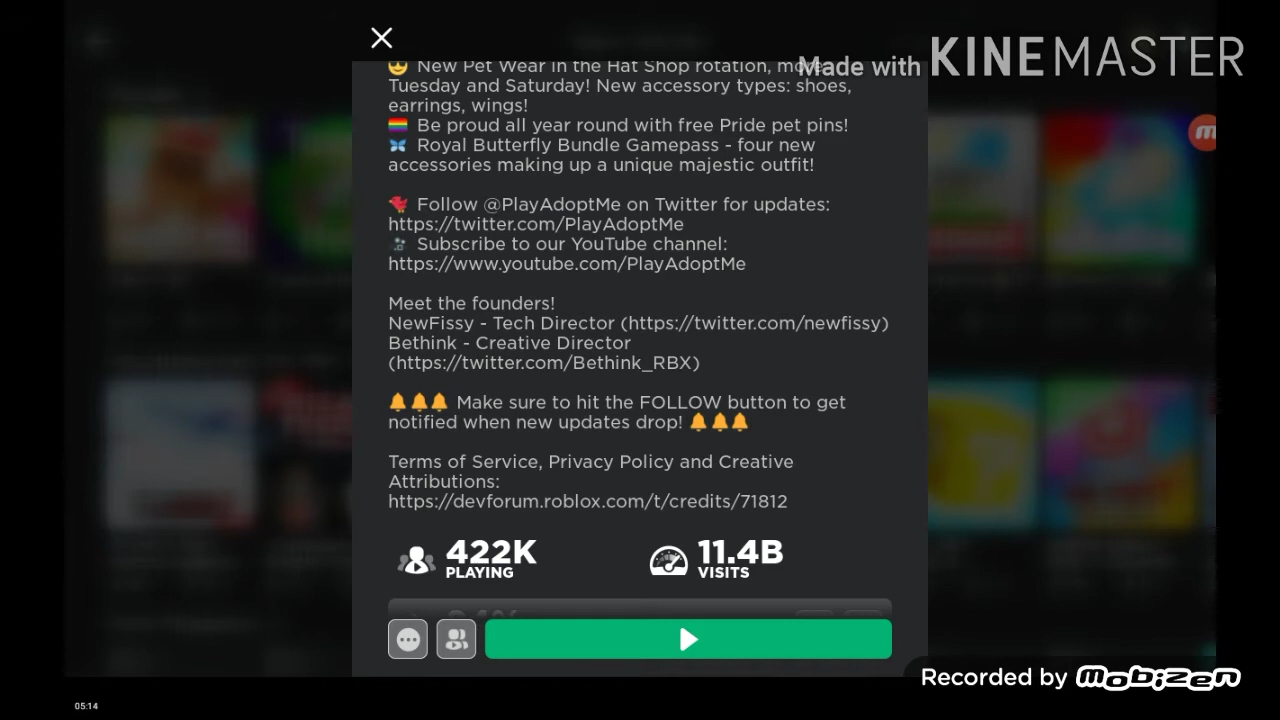 Made with KINEMASTER
😎 New Pet Wear in the Hat Shop rotation, more
Tuesday and Saturday! New accessory types: shoes,
earrings, wings!
🏳️‍🌈 Be proud all year round with free Pride pet pins!
🦋 Royal Butterfly Bundle Gamepass - four new
accessories making up a unique majestic outfit!
🐦 Follow @PlayAdoptMe on Twitter for updates:
https://twitter.com/PlayAdoptMe
Subscribe to our YouTube channel:
https://www.youtube.com/PlayAdoptMe
Meet the founders!
NewFissy - Tech Director (https://twitter.com/newfissy)
Bethink - Creative Director
(https://twitter.com/Bethink_RBX)
🔔🔔🔔 Make sure to hit the FOLLOW button to get
notified when new updates drop! 🔔🔔🔔
Terms of Service, Privacy Policy and Creative
Attributions:
https://devforum.roblox.com/t/credits/71812
422K
PLAYING
11.4B
VISITS
Recorded by mobizen
05:14